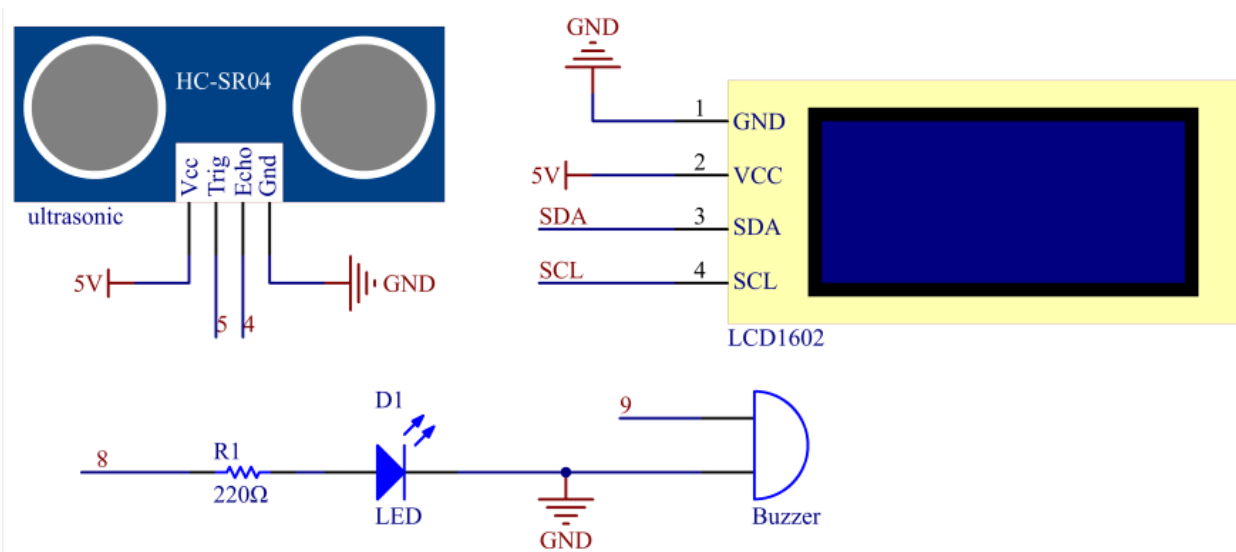 HC-SR04
Vcc
Trig
Echo
Gnd
ultrasonic
5V
GND
5
4
GND
1
GND
5V
2
VCC
SDA
3
SDA
SCL
4
SCL
LCD1602
8
R1
220Ω
D1
LED
GND
9
Buzzer